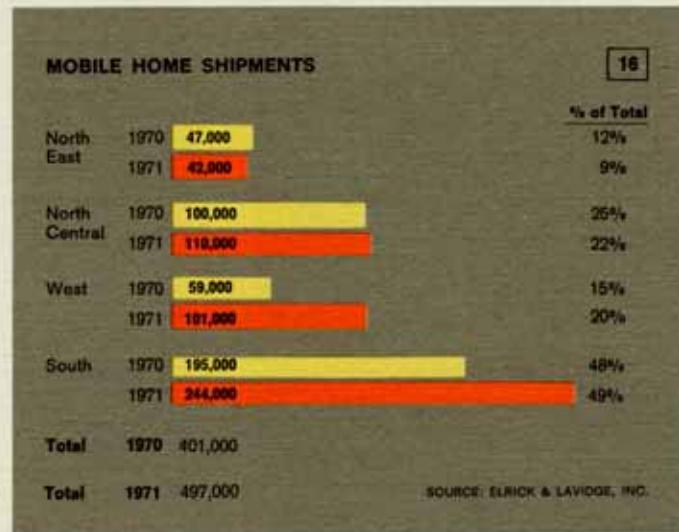 MOBILE HOME SHIPMENTS 16
% of Total
North East 1970 47,000 12%
1971 42,000 9%
North Central 1970 100,000 25%
1971 110,000 22%
West 1970 59,000 15%
1971 101,000 20%
South 1970 195,000 48%
1971 244,000 49%
Total 1970 401,000
Total 1971 497,000
SOURCE: ELRICK & LAVIDGE, INC.